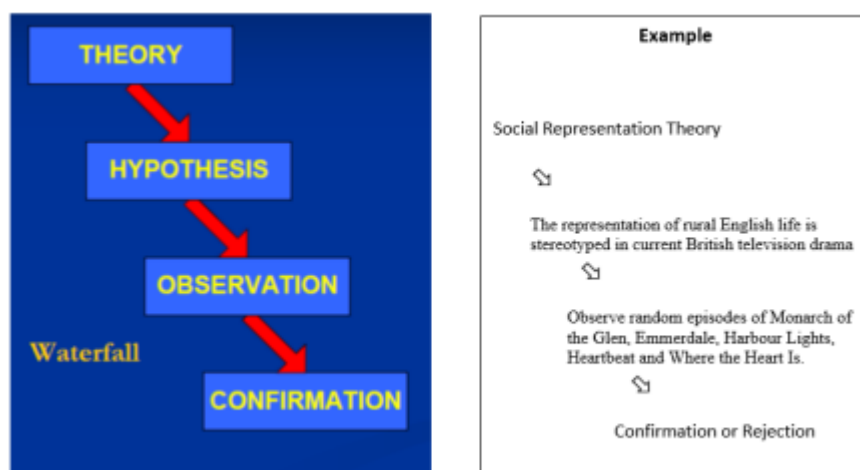 THEORY
HYPOTHESIS
OBSERVATION
Waterfall
CONFIRMATION
Example
Social Representation Theory
The representation of rural English life is
stereotyped in current British television drama
Observe random episodes of Monarch of
the Glen, Emmerdale, Harbour Lights,
Heartbeat and Where the Heart Is.
Confirmation or Rejection